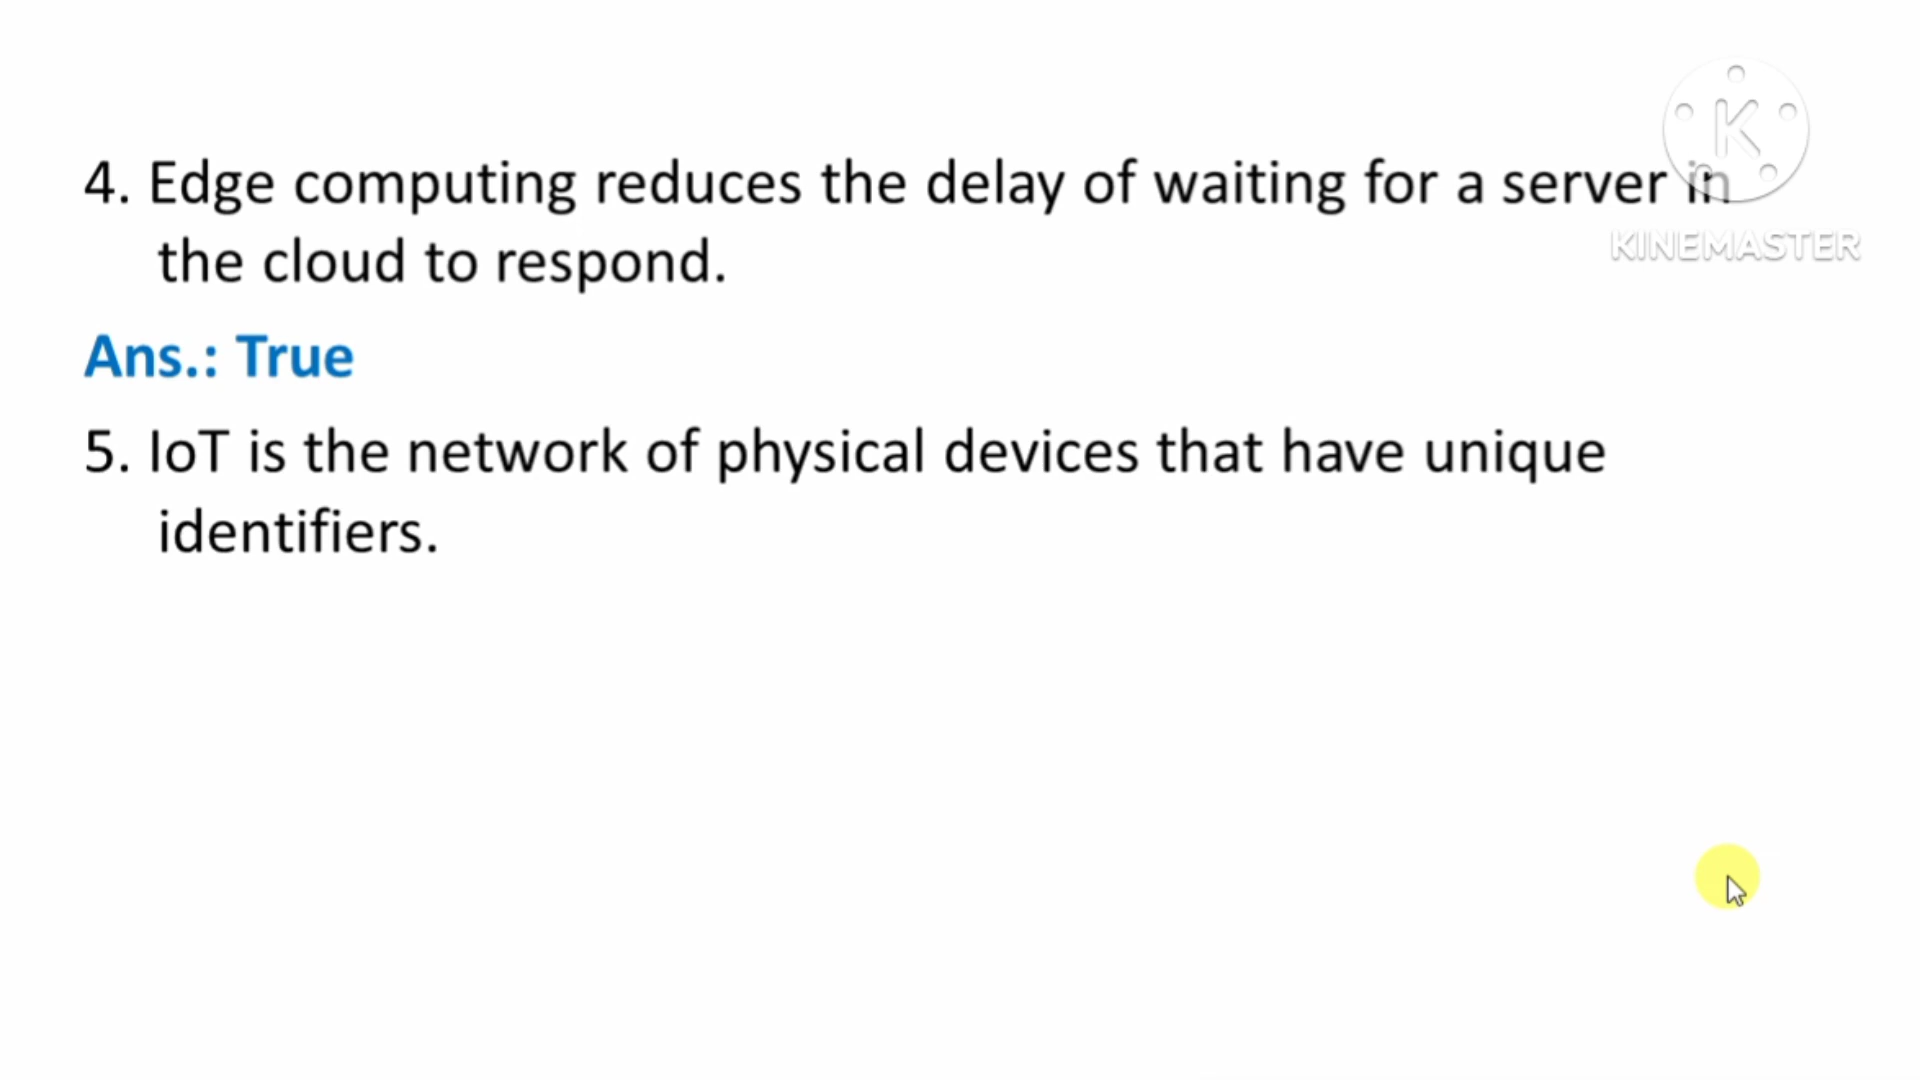 4. Edge computing reduces the delay of waiting for a server in
the cloud to respond.
Ans.: True
5. IoT is the network of physical devices that have unique
identifiers.
K
KINEMASTER